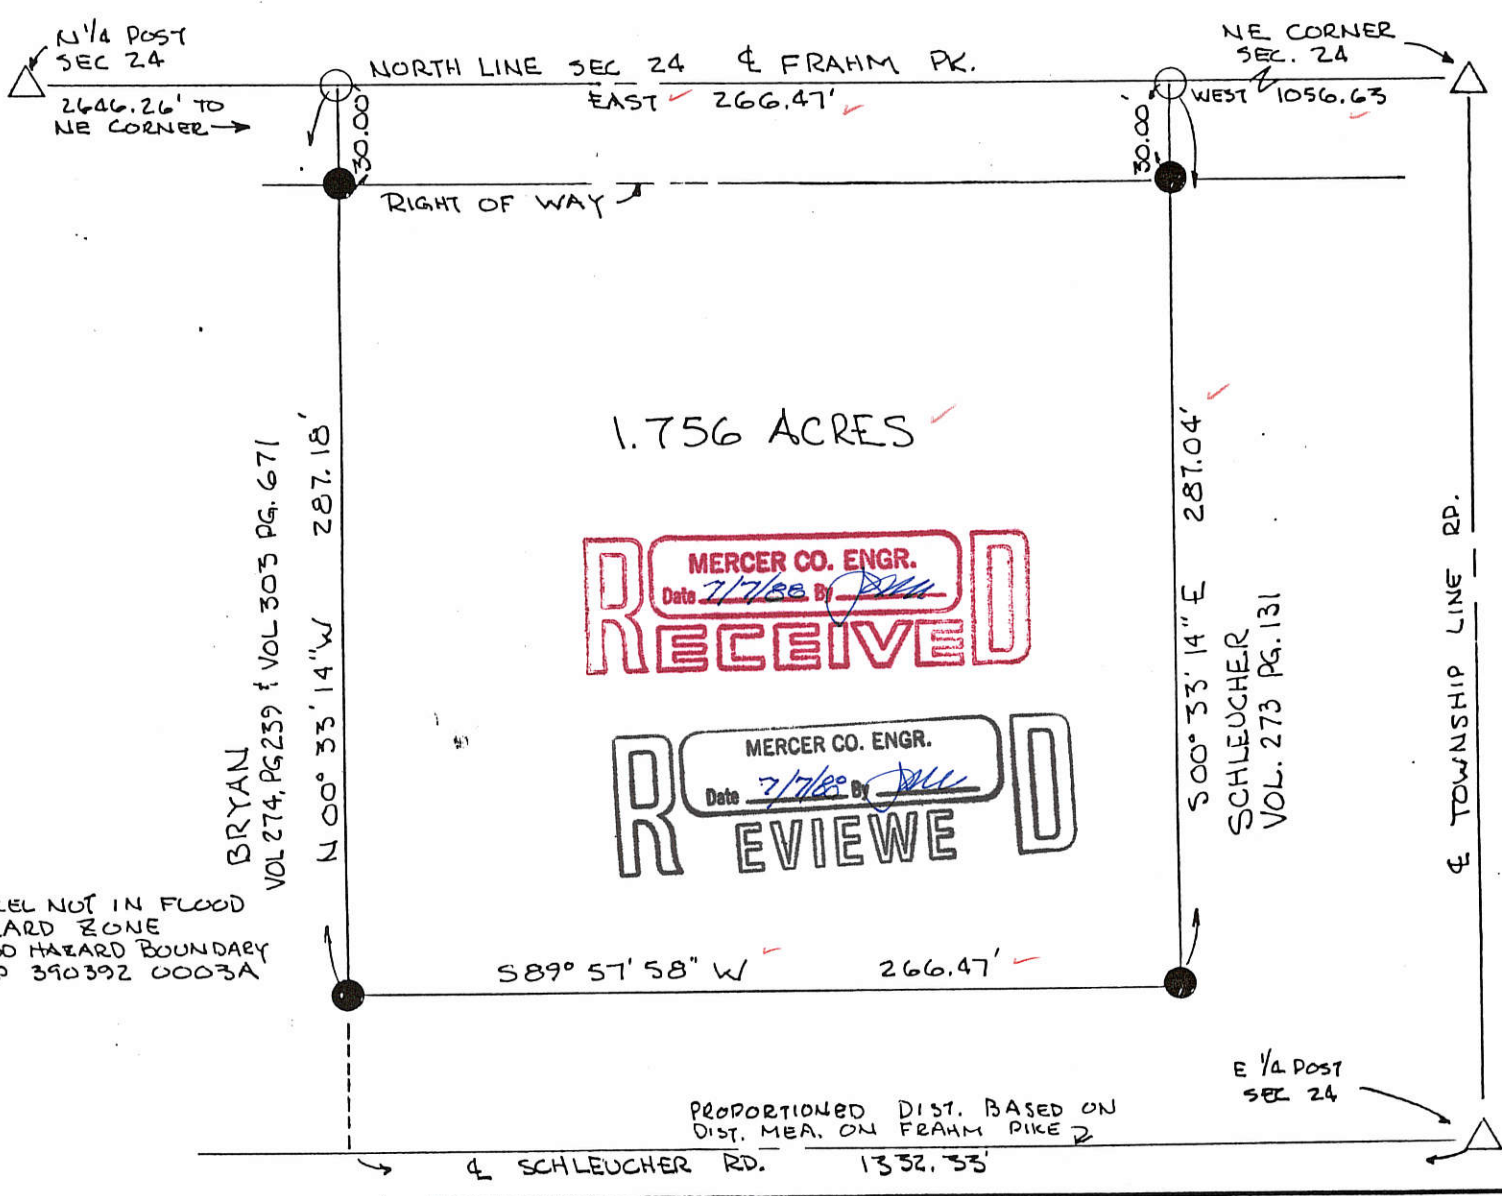 N 1/4 POST
SEC 24
2646.26' TO
NE CORNER
NORTH LINE SEC 24 ℄ FRAHM PK.
EAST 266.47'
NE CORNER
SEC. 24
WEST 1056.63
30.00'
30.00'
RIGHT OF WAY
1.756 ACRES
BRYAN
VOL 274, PG 239 & VOL 303 PG. 671
N 00° 33' 14" W 287.18'
MERCER CO. ENGR.
Date 7/7/88 By
RECEIVED
MERCER CO. ENGR.
Date 7/7/88 By
REVIEWED
S 00° 33' 14" E 287.04'
SCHLEUCHER
VOL. 273 PG. 131
℄ TOWNSHIP LINE RD.
NOT IN FLOOD
ZONE
HAZARD BOUNDARY
390392 0003A
S 89° 57' 58" W 266.47'
E 1/4 POST
SEC 24
PROPORTIONED DIST. BASED ON
DIST. MEA. ON FRAHM PIKE
℄ SCHLEUCHER RD. 1332.33'